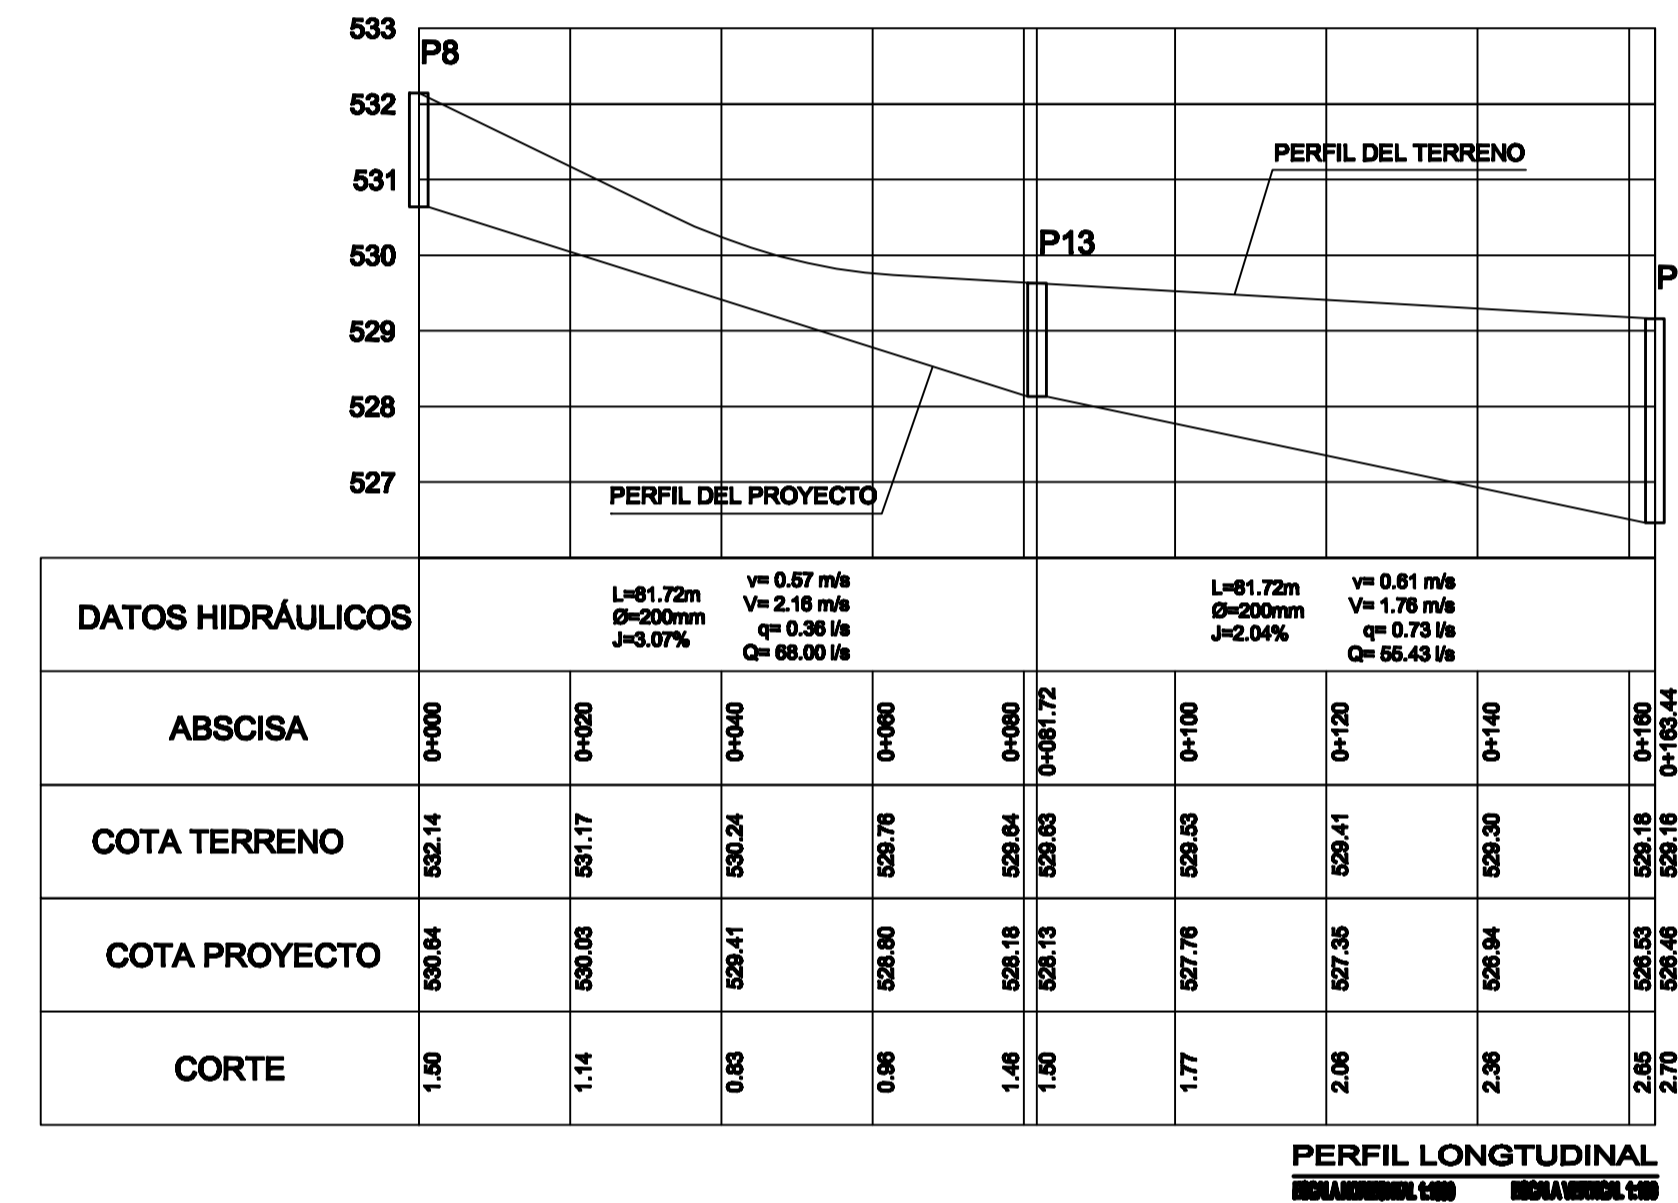 533
P8
532
531
PERFIL DEL TERRENO
530
P13
P
529
528
527
PERFIL DEL PROYECTO
DATOS HIDRÁULICOS
L=81.72m
Ø=200mm
J=3.07%
v= 0.57 m/s
V= 2.16 m/s
q= 0.36 l/s
Q= 68.00 l/s
L=81.72m
Ø=200mm
J=2.04%
v= 0.61 m/s
V= 1.76 m/s
q= 0.73 l/s
Q= 55.43 l/s
ABSCISA
0+000
0+020
0+040
0+060
0+080
0+081.72
0+100
0+120
0+140
0+160
0+163.44
COTA TERRENO
532.14
531.17
530.24
529.76
529.64
529.63
529.53
529.41
529.30
529.18
529.16
COTA PROYECTO
530.64
530.03
529.41
528.80
528.18
528.13
527.76
527.35
526.94
526.53
526.46
CORTE
1.50
1.14
0.83
0.96
1.46
1.50
1.77
2.06
2.36
2.65
2.70
PERFIL LONGTUDINAL